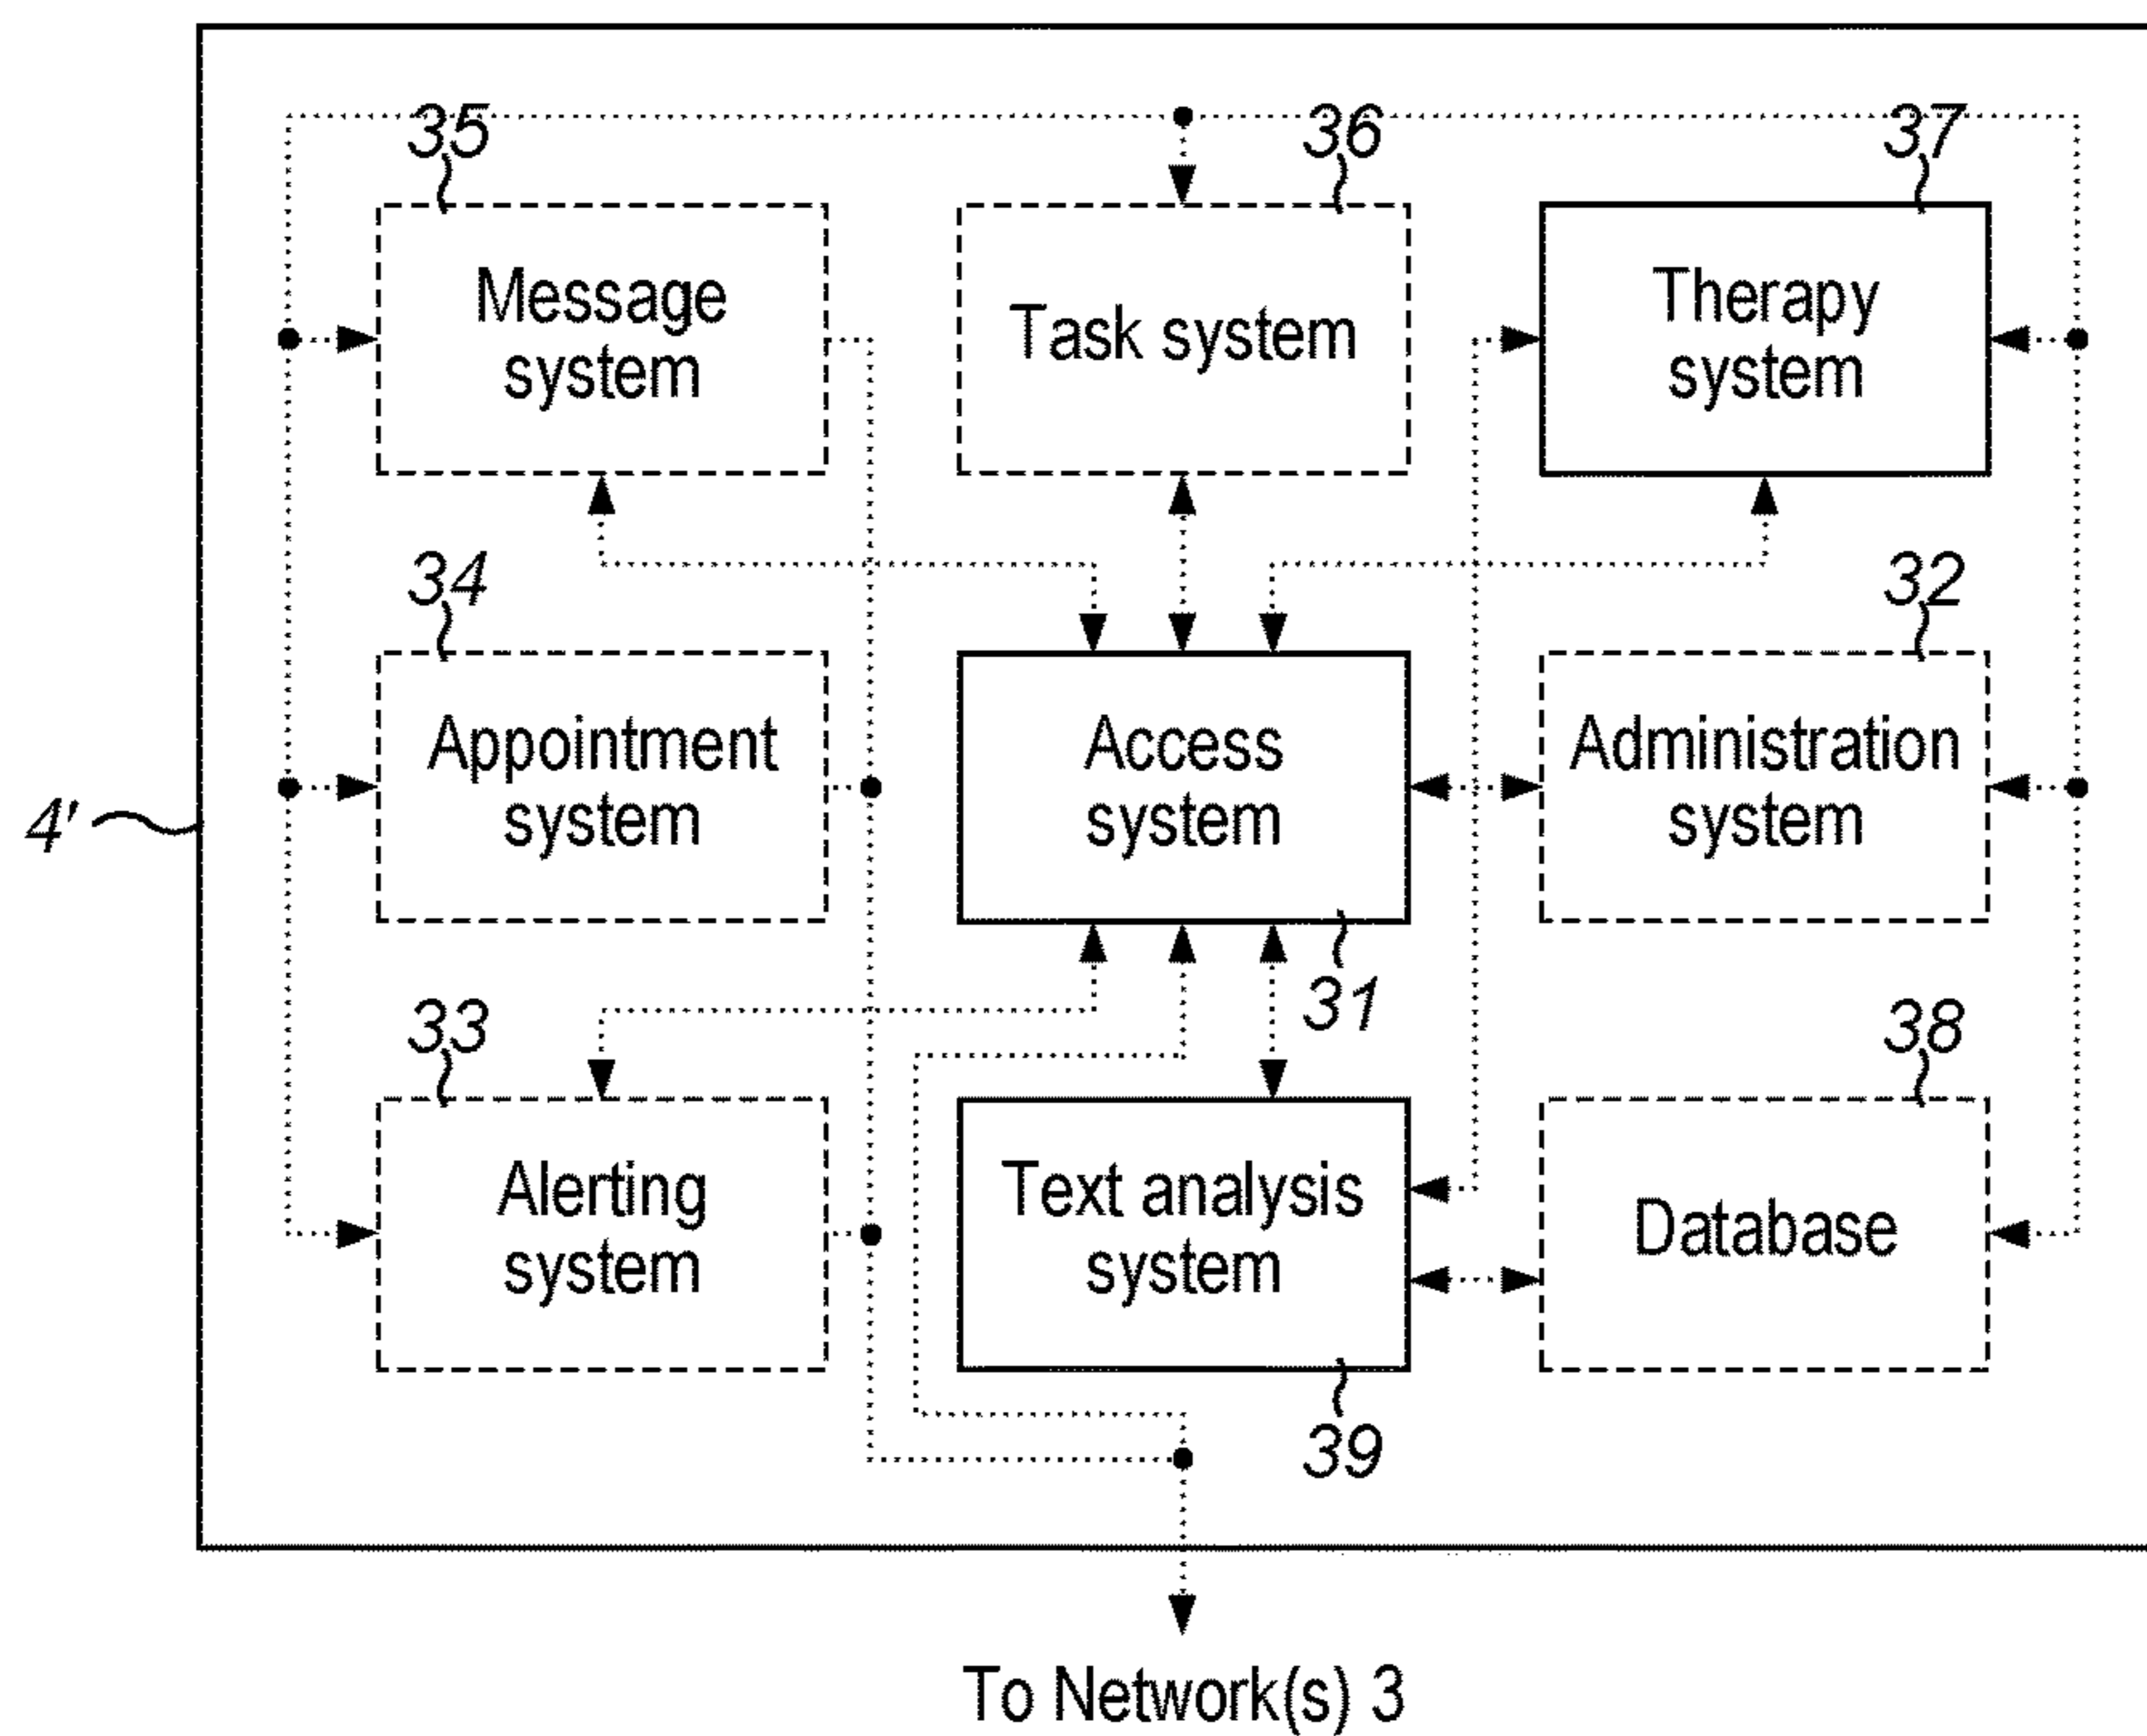 35
36
37
Message
system
Task system
Therapy
system
34
32
Appointment
system
Access
system
Administration
system
4'
31
33
38
Alerting
system
Text analysis
system
Database
39
To Network(s) 3